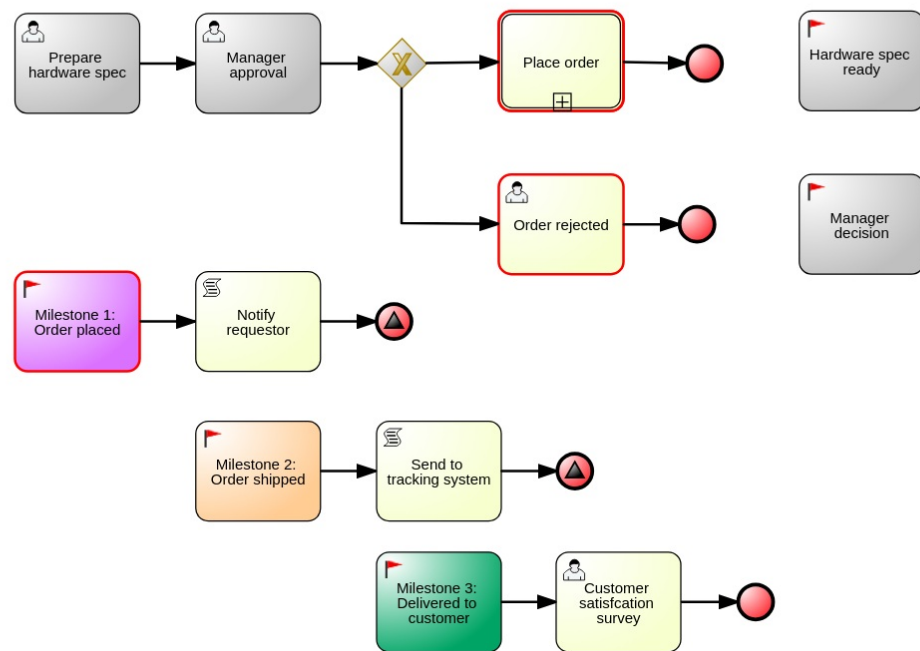 Prepare
hardware spec
Manager
approval
Place order
Hardware spec
ready
Order rejected
Manager
decision
Milestone 1:
Order placed
Notify
requestor
Milestone 2:
Order shipped
Send to
tracking system
Milestone 3:
Delivered to
customer
Customer
satisfcation
survey